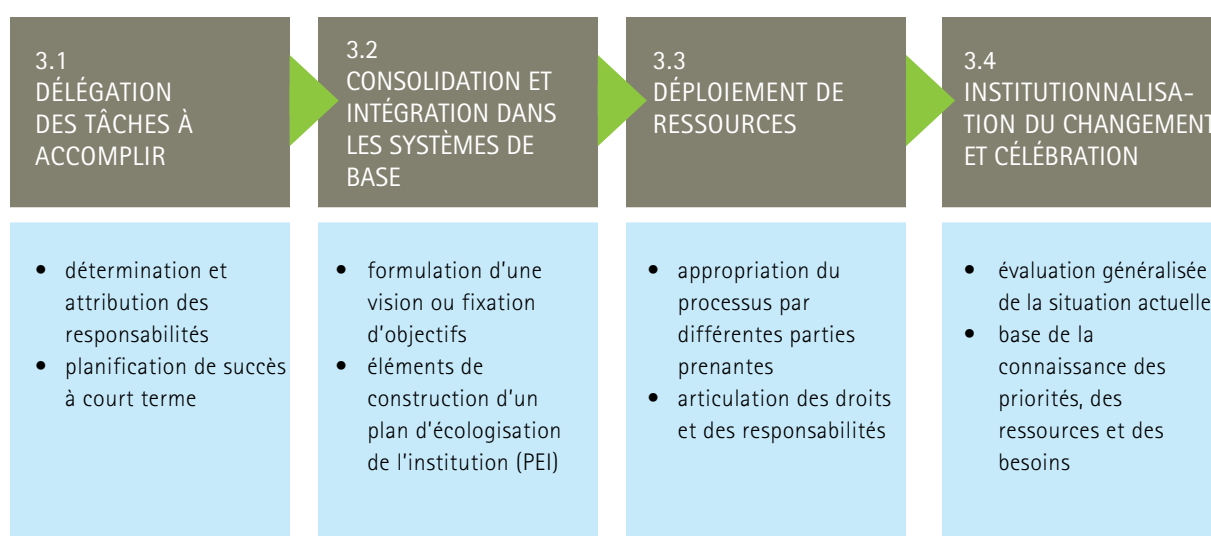 3.1
DÉLÉGATION
DES TÂCHES À
ACCOMPLIR
3.2
CONSOLIDATION ET
INTÉGRATION DANS
LES SYSTÈMES DE
BASE
3.3
DÉPLOIEMENT DE
RESSOURCES
3.4
INSTITUTIONNALISA-
TION DU CHANGEMENT
ET CÉLÉBRATION
• détermination et
attribution des
responsabilités
• planification de succès
à court terme
• formulation d'une
vision ou fixation
d'objectifs
• éléments de
construction d'un
plan d'écologisation
de l'institution (PEI)
• appropriation du
processus par
différentes parties
prenantes
• articulation des droits
et des responsabilités
• évaluation généralisée
de la situation actuelle
• base de la
connaissance des
priorités, des
ressources et des
besoins